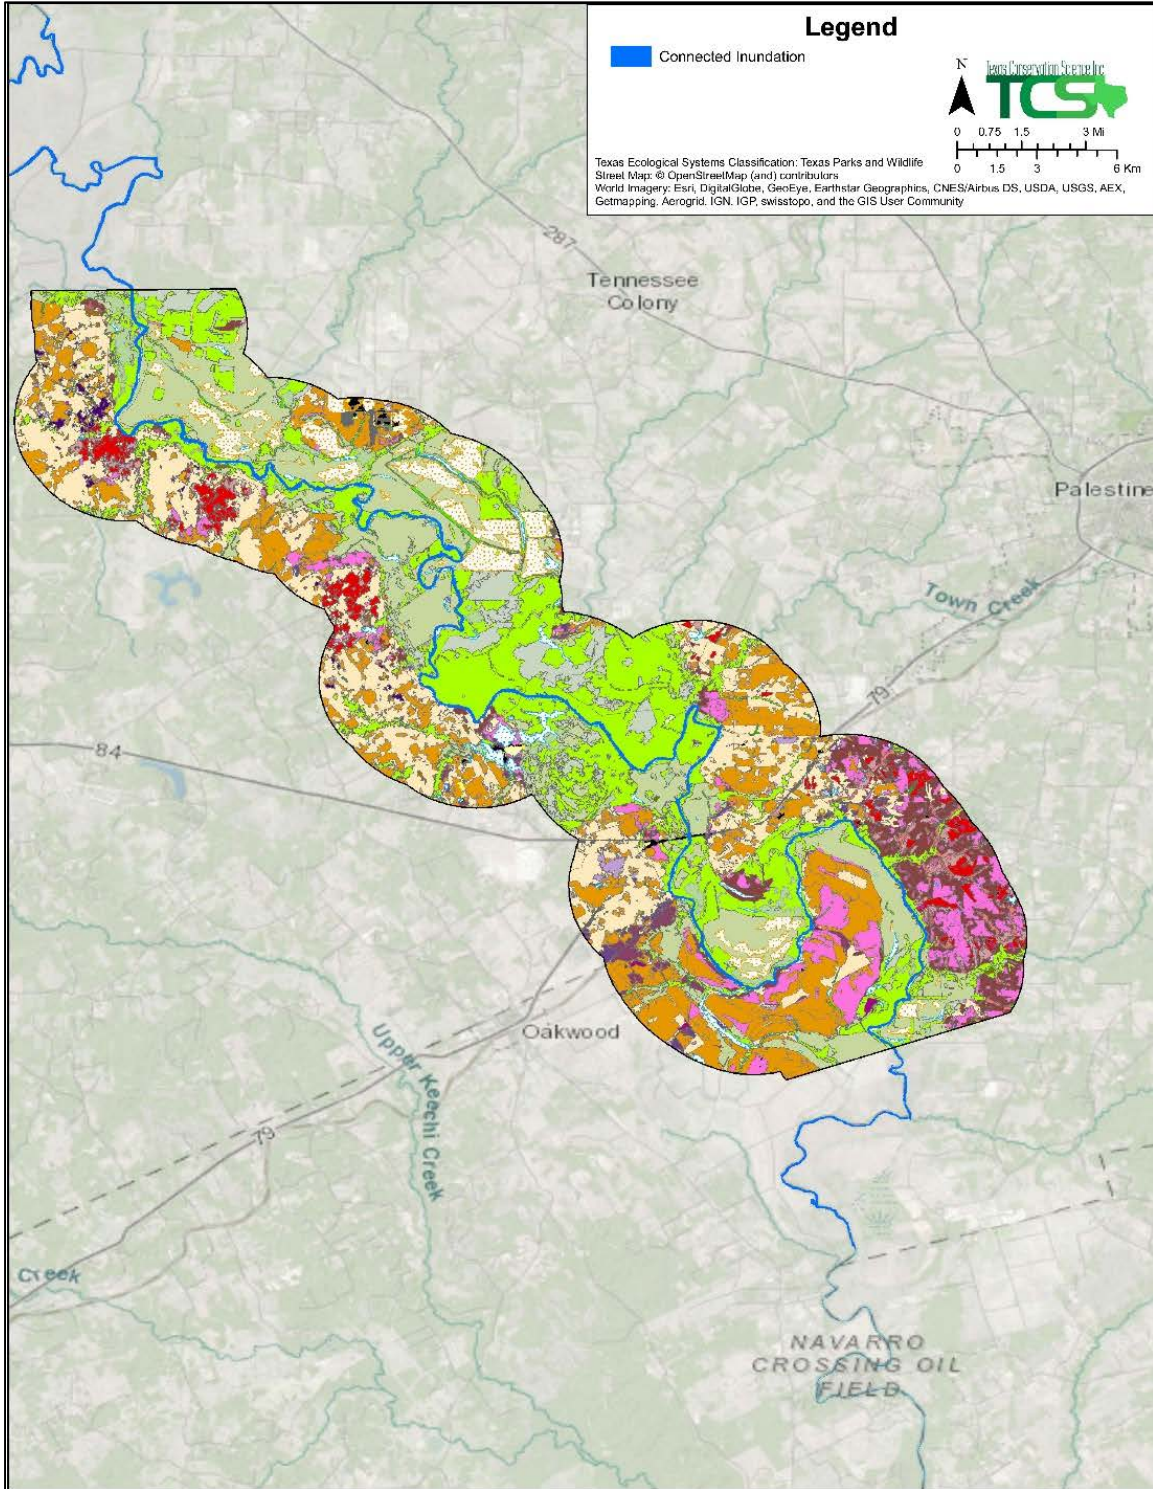 Legend
Connected Inundation
N
Texas Conservation Science Inc
TCS
0 0.75 1.5 3 Mi
0 1.5 3 6 Km
Texas Ecological Systems Classification: Texas Parks and Wildlife
Street Map: © OpenStreetMap (and) contributors
World Imagery: Esri, DigitalGlobe, GeoEye, Earthstar Geographics, CNES/Airbus DS, USDA, USGS, AEX,
Getmapping, Aerogrid, IGN, IGP, swisstopo, and the GIS User Community
287
Tennessee
Colony
Palestine
Town Creek
79
84
Oakwood
Upper Keechi Creek
79
Creek
NAVARRO
CROSSING OIL
FIELD